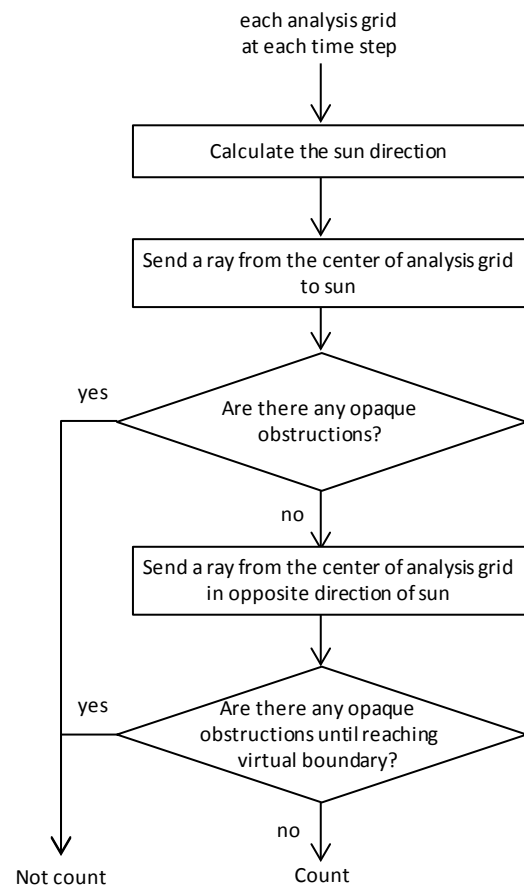 each analysis grid
at each time step
Calculate the sun direction
Send a ray from the center of analysis grid
to sun
yes
Are there any opaque
obstructions?
no
Send a ray from the center of analysis grid
in opposite direction of sun
yes
Are there any opaque
obstructions until reaching
virtual boundary?
no
Not count
Count